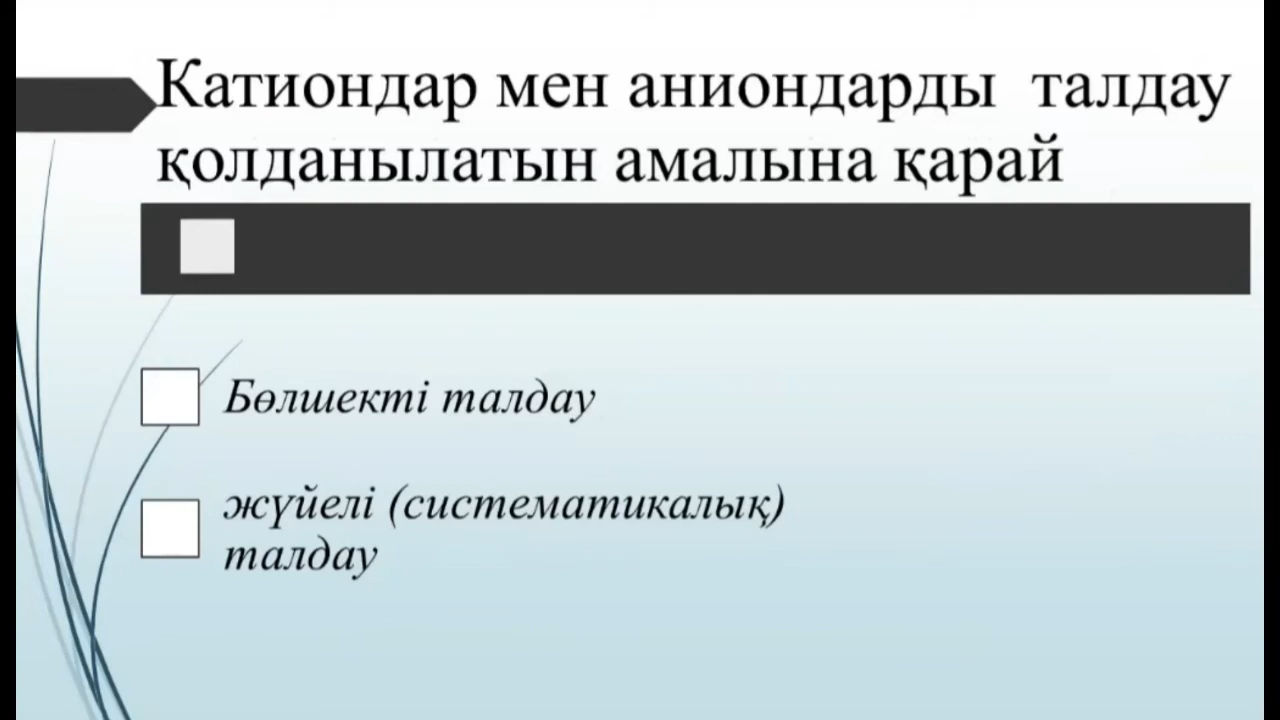 Катиондар мен аниондарды талдау
қолданылатын амалына қарай
Бөлшекті талдау
жүйелі (систематикалық)
талдау